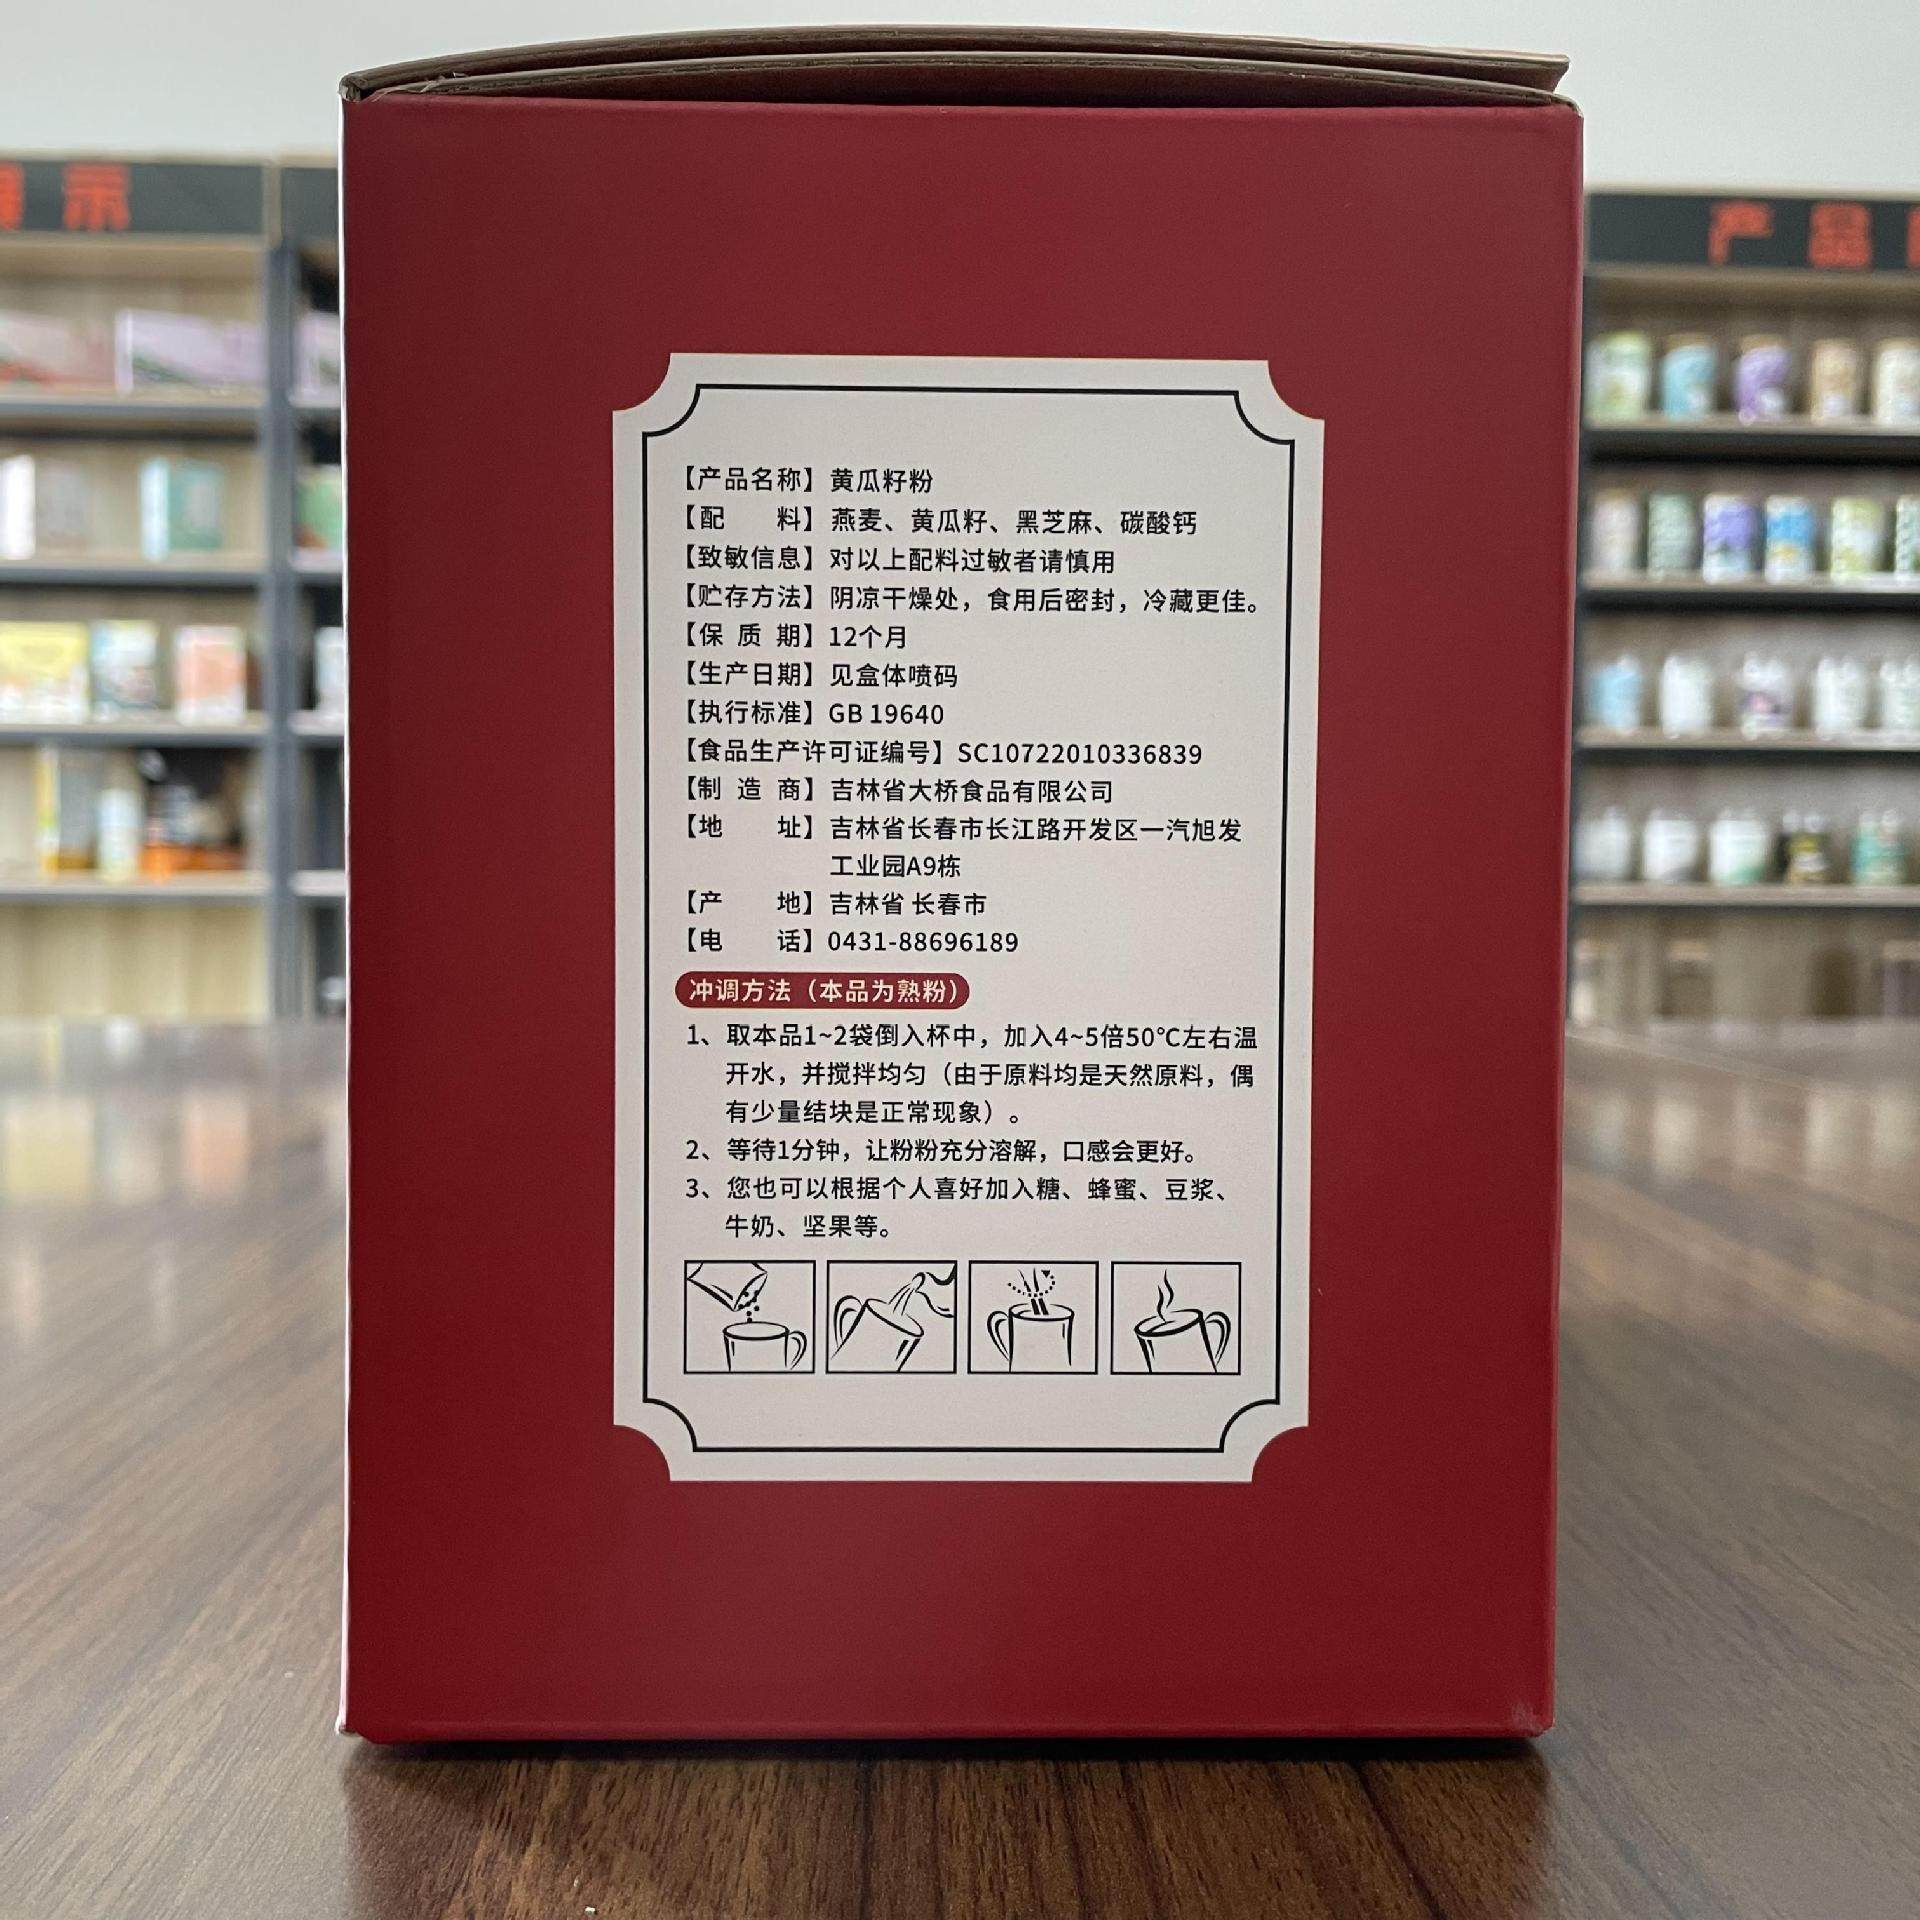 展示
产品
【产品名称】黄瓜籽粉
【配 料】燕麦、黄瓜籽、黑芝麻、碳酸钙
【致敏信息】对以上配料过敏者请慎用
【贮存方法】阴凉干燥处，食用后密封，冷藏更佳。
【保 质 期】12个月
【生产日期】见盒体喷码
【执行标准】GB 19640
【食品生产许可证编号】SC10722010336839
【制 造 商】吉林省大桥食品有限公司
【地 址】吉林省长春市长江路开发区一汽旭发
工业园A9栋
【产 地】吉林省 长春市
【电 话】0431-88696189
冲调方法（本品为熟粉）
1、取本品1~2袋倒入杯中，加入4~5倍50℃左右温
开水，并搅拌均匀（由于原料均是天然原料，偶
有少量结块是正常现象）。
2、等待1分钟，让粉粉充分溶解，口感会更好。
3、您也可以根据个人喜好加入糖、蜂蜜、豆浆、
牛奶、坚果等。